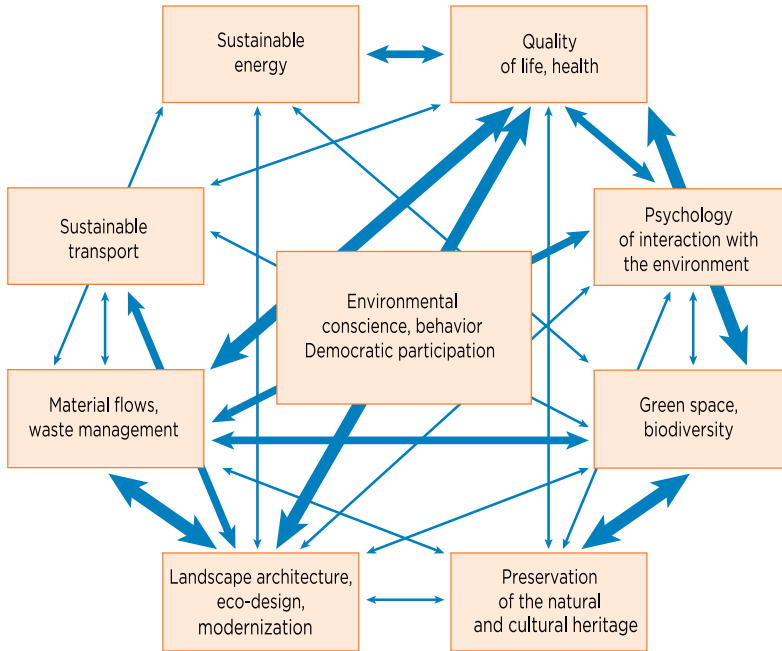 Sustainable
energy
Quality
of life, health
Sustainable
transport
Psychology
of interaction with
the environment
Environmental
conscience, behavior
Democratic participation
Material flows,
waste management
Green space,
biodiversity
Landscape architecture,
eco-design,
modernization
Preservation
of the natural
and cultural heritage